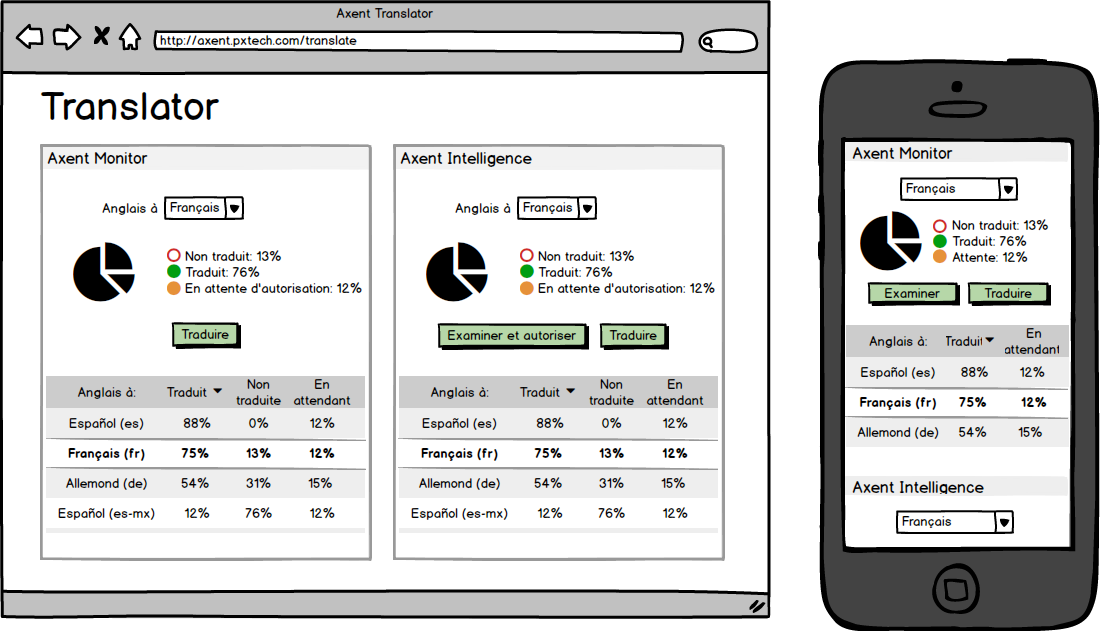 Axent Translator
http://axent.pxtech.com/translate
Translator
Axent Monitor
Anglais à Français
Non traduit: 13%
Traduit: 76%
En attente d'autorisation: 12%
Traduire
Anglais à: Traduit Non traduite En attendant
Español (es) 88% 0% 12%
Français (fr) 75% 13% 12%
Allemond (de) 54% 31% 15%
Español (es-mx) 12% 76% 12%
Axent Intelligence
Anglais à Français
Non traduit: 13%
Traduit: 76%
En attente d'autorisation: 12%
Examiner et autoriser Traduire
Anglais à: Traduit Non traduite En attendant
Español (es) 88% 0% 12%
Français (fr) 75% 13% 12%
Allemond (de) 54% 31% 15%
Español (es-mx) 12% 76% 12%
Axent Monitor
Français
Non traduit: 13%
Traduit: 76%
Attente: 12%
Examiner Traduire
Anglais à: Traduit En attendant
Español (es) 88% 12%
Français (fr) 75% 12%
Allemond (de) 54% 15%
Axent Intelligence
Français